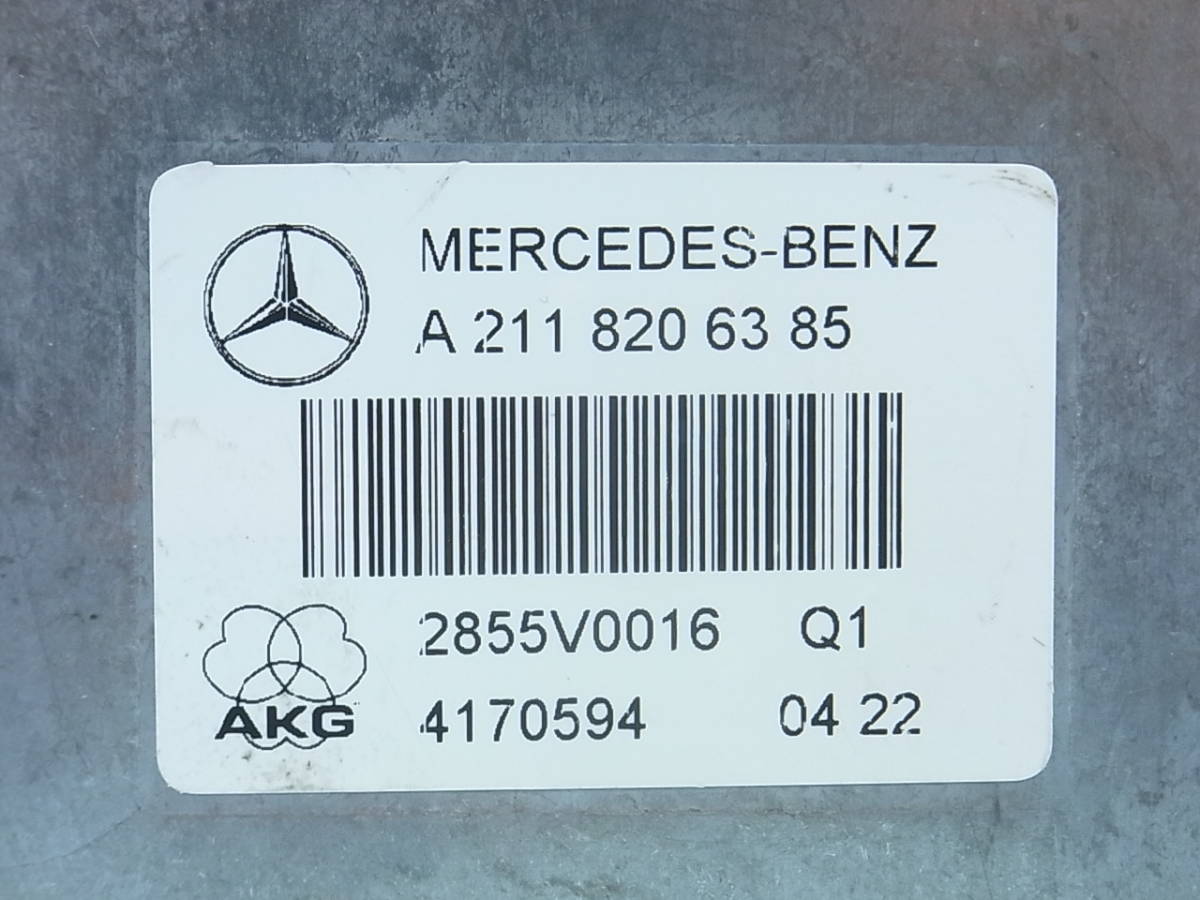 MERCEDES-BENZ
A 211 820 63 85
2855V0016 Q1
AKG
4170594 04 22